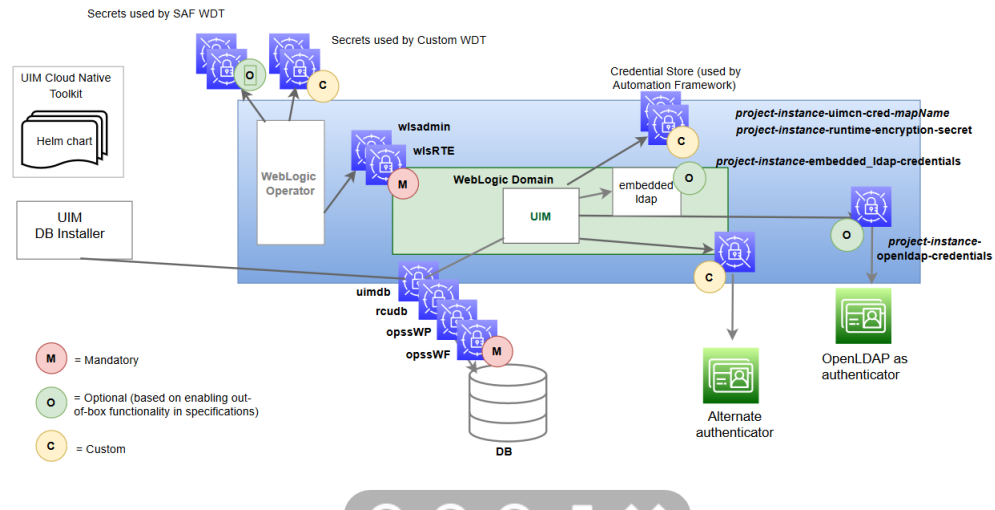 Secrets used by SAF WDT
Secrets used by Custom WDT
UIM Cloud Native
Toolkit
Helm chart
O
C
Credential Store (used by
Automation Framework)
project-instance-uimcn-cred-mapName
project-instance-runtime-encryption-secret
C
wlsadmin
wlsRTE
M
WebLogic
Operator
WebLogic Domain
project-instance-embedded_ldap-credentials
O
embedded
ldap
UIM
UIM
DB Installer
O
project-instance-
openldap-credentials
C
uimdb
rcudb
opssWP
opssWF
M
DB
OpenLDAP as
authenticator
Alternate
authenticator
M = Mandatory
O = Optional (based on enabling out-
of-box functionality in specifications)
C = Custom